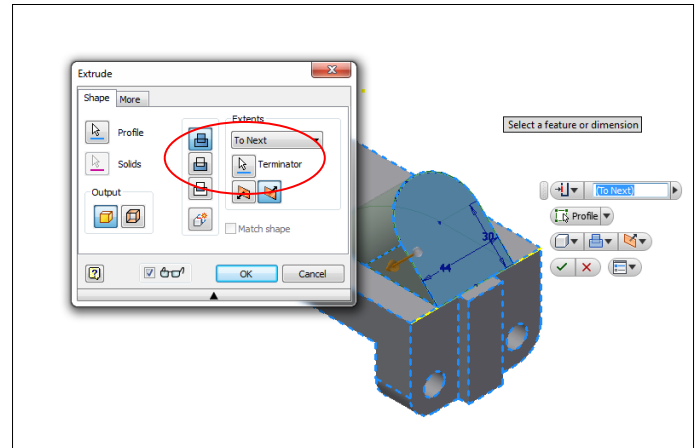 Extrude
Shape More
Extents
Profile
To Next
Solids
Terminator
Output
Match shape
OK Cancel
Select a feature or dimension
(To Next)
Profile
30
44